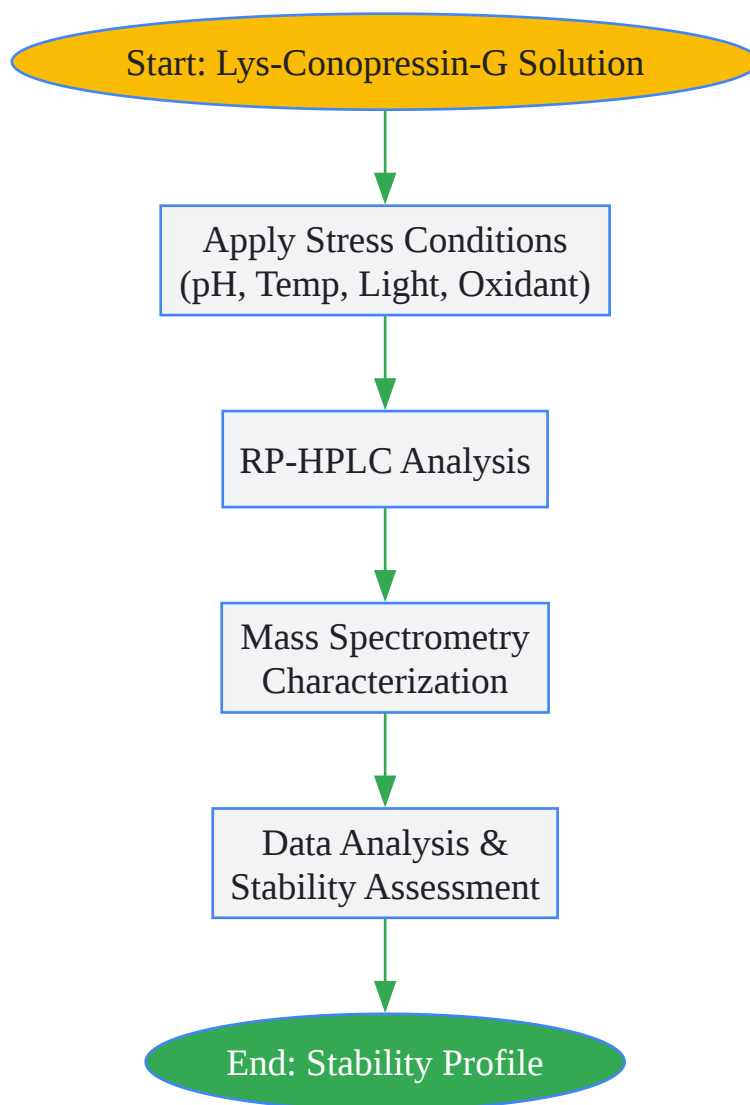 Start: Lys-Conopressin-G Solution
Apply Stress Conditions
(pH, Temp, Light, Oxidant)
RP-HPLC Analysis
Mass Spectrometry
Characterization
Data Analysis &
Stability Assessment
End: Stability Profile